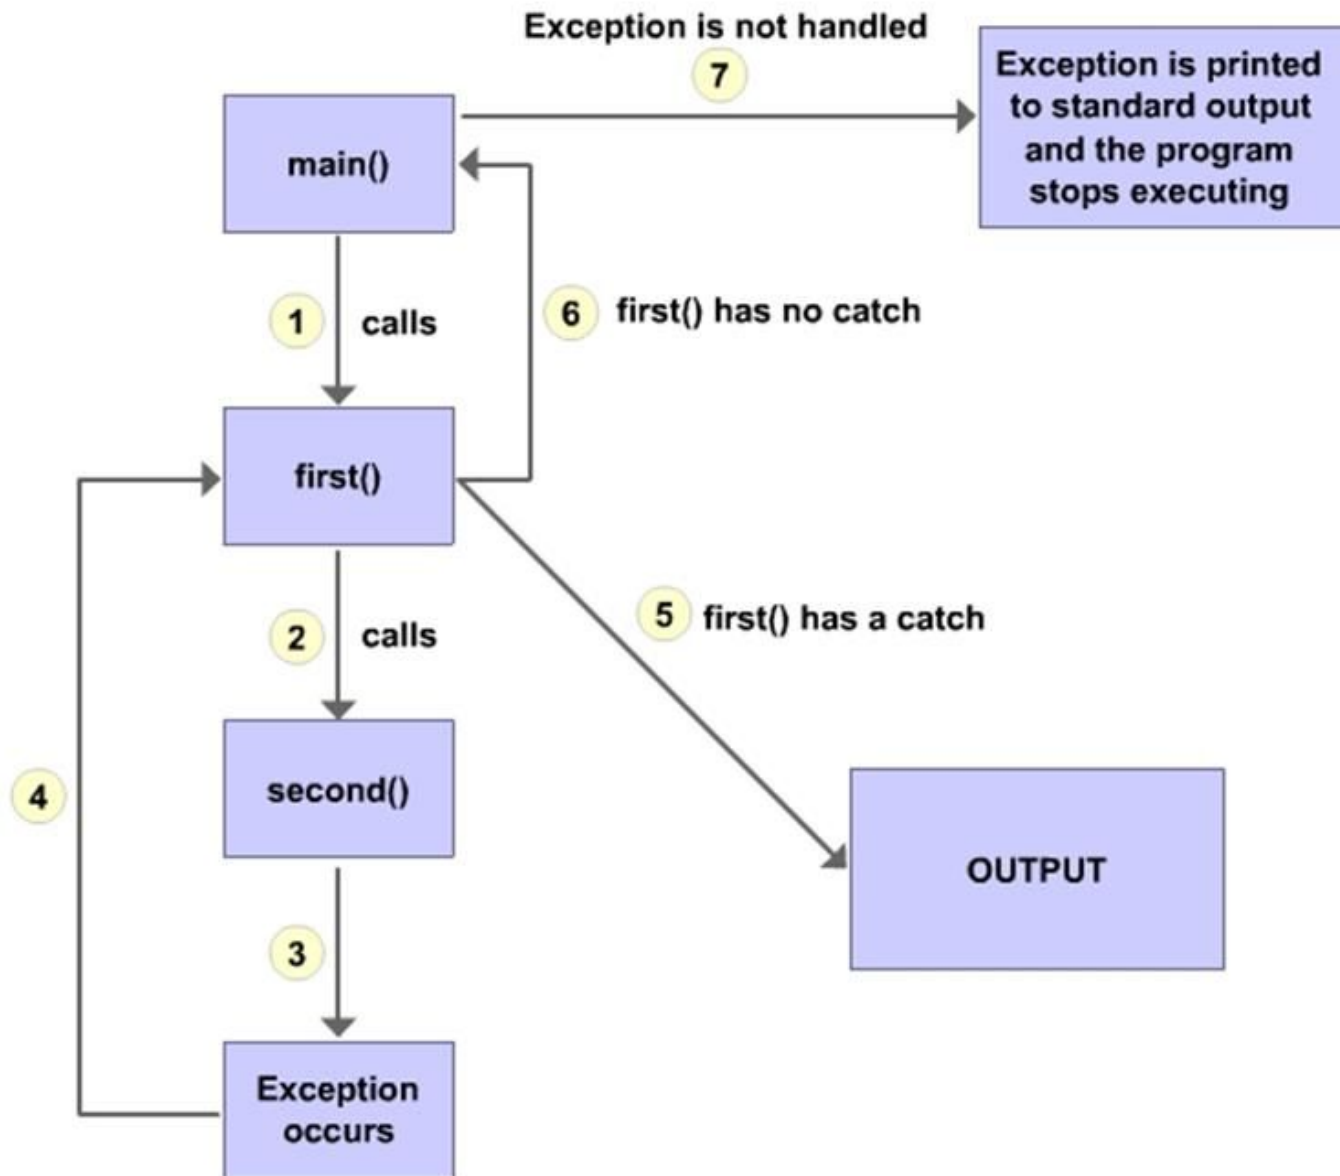 Exception is not handled
7
Exception is printed
to standard output
and the program
stops executing
main()
1
calls
6
first() has no catch
first()
2
calls
5
first() has a catch
second()
4
OUTPUT
3
Exception
occurs